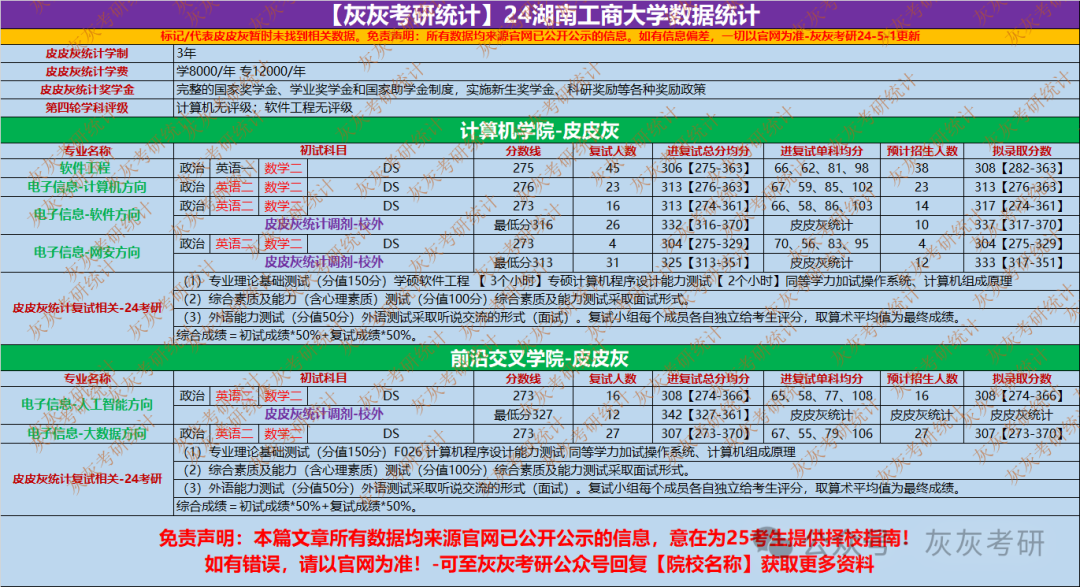 【灰灰考研统计】24湖南工商大学数据统计
标记/代表皮皮灰暂时未找到相关数据。免责声明：所有数据均来源官网已公开公示的信息。如有信息偏差，一切以官网为准-灰灰考研24-5-1更新
皮皮灰统计学制 3年
皮皮灰统计学费 学8000/年 专12000/年
皮皮灰统计奖学金 完整的国家奖学金、学业奖学金和国家助学金制度，实施新生奖学金、科研奖励等各种奖励政策
第四轮学科评级 计算机无评级；软件工程无评级
计算机学院-皮皮灰
专业名称 初试科目 分数线 复试人数 进复试总分均分 进复试单科均分 预计招生人数 拟录取分数
软件工程 政治 英语一 数学二 DS 275 45 306【275-363】 66、62、81、98 38 308【282-363】
电子信息-计算机方向 政治 英语二 数学二 DS 276 23 313【276-363】 67、59、85、102 23 313【276-363】
电子信息-软件方向 政治 英语二 数学二 DS 273 16 313【274-361】 66、58、86、103 14 317【274-361】
皮皮灰统计调剂-校外 最低分316 26 332【316-370】 皮皮灰统计 10 337【317-370】
电子信息-网安方向 政治 英语二 数学二 DS 273 4 304【275-329】 70、56、83、95 4 304【275-329】
皮皮灰统计调剂-校外 最低分313 31 325【313-351】 皮皮灰统计 12 333【317-351】
皮皮灰统计复试相关-24考研
（1）专业理论基础测试（分值150分）学硕软件工程 【 3个小时】专硕计算机程序设计能力测试【 2个小时】同等学力加试操作系统、计算机组成原理
（2）综合素质及能力（含心理素质）测试（分值100分）综合素质及能力测试采取面试形式。
（3）外语能力测试（分值50分）外语测试采取听说交流的形式（面试）。复试小组每个成员各自独立给考生评分，取算术平均值为最终成绩。
综合成绩＝初试成绩*50%+复试成绩*50%。
前沿交叉学院-皮皮灰
专业名称 初试科目 分数线 复试人数 进复试总分均分 进复试单科均分 预计招生人数 拟录取分数
电子信息-人工智能方向 政治 英语二 数学二 DS 273 16 308【274-366】 65、58、77、108 16 308【274-366】
皮皮灰统计调剂-校外 最低分327 12 342【327-361】 皮皮灰统计 皮皮灰统计 皮皮灰统计
电子信息-大数据方向 政治 英语二 数学二 DS 273 27 307【273-370】 67、55、79、106 27 307【273-370】
皮皮灰统计复试相关-24考研
（1）专业理论基础测试（分值150分）F026 计算机程序设计能力测试 同等学力加试操作系统、计算机组成原理
（2）综合素质及能力（含心理素质）测试（分值100分）综合素质及能力测试采取面试形式。
（3）外语能力测试（分值50分）外语测试采取听说交流的形式（面试）。复试小组每个成员各自独立给考生评分，取算术平均值为最终成绩。
综合成绩＝初试成绩*50%+复试成绩*50%。
免责声明：本篇文章所有数据均来源官网已公开公示的信息，意在为25考生提供择校指南！
如有错误，请以官网为准！-可至灰灰考研公众号回复【院校名称】获取更多资料
公众号 灰灰考研